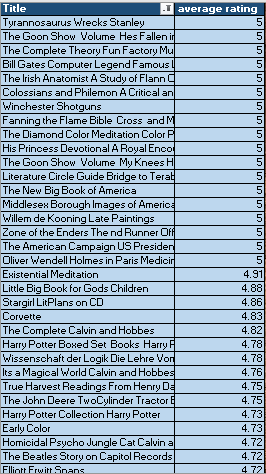 Title average rating
Tyrannosaurus Wrecks Stanley 5
The Goon Show Volume Hes Fallen in 5
The Complete Theory Fun Factory Mu 5
Bill Gates Computer Legend Famous L 5
The Irish Anatomist A Study of Flann O 5
Colossians and Philemon A Critical an 5
Winchester Shotguns 5
Fanning the Flame Bible Cross and M 5
The Diamond Color Meditation Color P 5
His Princess Devotional A Royal Encou 5
The Goon Show Volume My Knees H 5
Literature Circle Guide Bridge to Terab 5
The New Big Book of America 5
Middlesex Borough Images of America 5
Willem de Kooning Late Paintings 5
Zone of the Enders The nd Runner Off 5
The American Campaign US Presiden 5
Oliver Wendell Holmes in Paris Medicin 5
Existential Meditation 4.91
Little Big Book for Gods Children 4.88
Stargirl LitPlans on CD 4.86
Corvette 4.83
The Complete Calvin and Hobbes 4.82
Harry Potter Boxed Set Books Harry P 4.78
Wissenschaft der Logik Die Lehre Von 4.78
Its a Magical World Calvin and Hobbes 4.76
True Harvest Readings From Henry Da 4.75
The John Deere TwoCylinder Tractor E 4.75
Harry Potter Collection Harry Potter 4.73
Early Color 4.73
Homicidal Psycho Jungle Cat Calvin a 4.72
The Beatles Story on Capitol Records 4.72
Elliott Erwitt Snaps 4.72